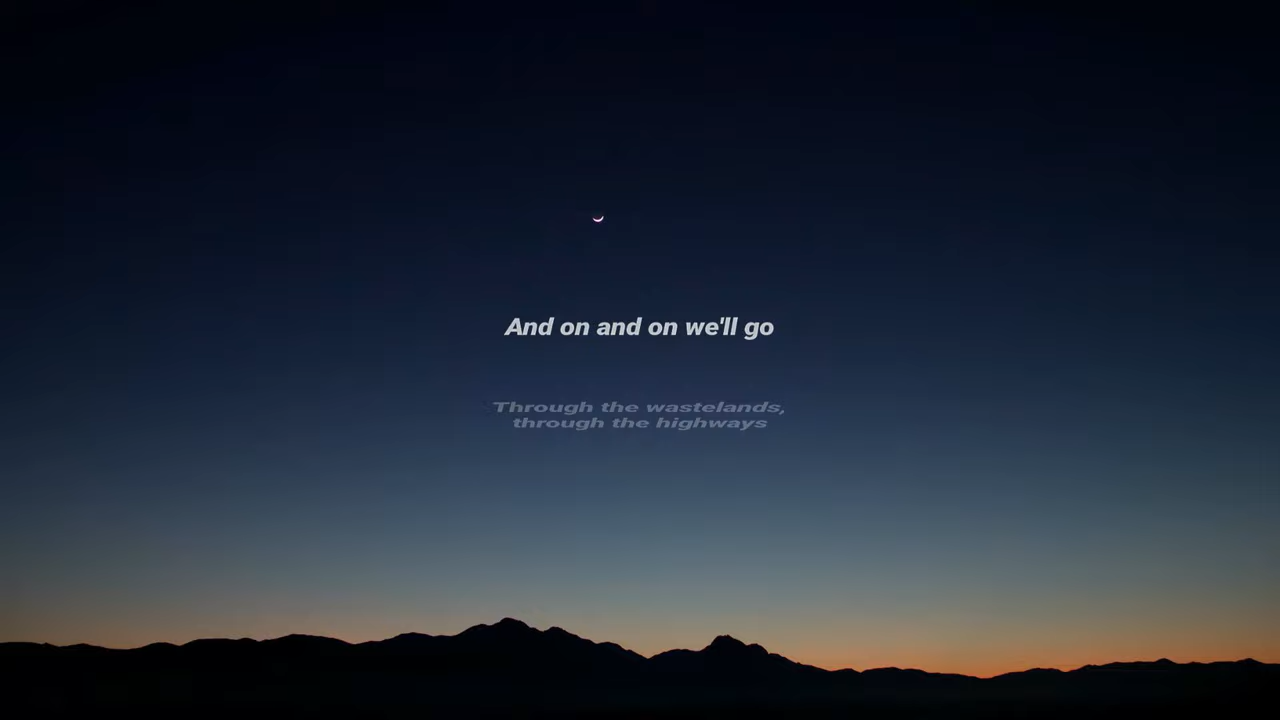 And on and on we'll go
Through the wastelands,
through the highways